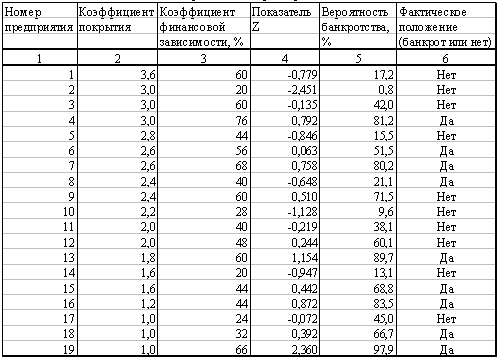 Номер предприятия Коэффициент покрытия Коэффициент финансовой зависимости, % Показатель Z Вероятность банкротства, % Фактическое положение (банкрот или нет)
1 2 3 4 5 6
1 3,6 60 -0,779 17,2 Нет
2 3,0 20 -2,451 0,8 Нет
3 3,0 60 -0,135 42,0 Нет
4 3,0 76 0,792 81,2 Да
5 2,8 44 -0,846 15,5 Нет
6 2,6 56 0,063 51,5 Да
7 2,6 68 0,758 80,2 Да
8 2,4 40 -0,648 21,1 Да
9 2,4 60 0,510 71,5 Нет
10 2,2 28 -1,128 9,6 Нет
11 2,0 40 -0,219 38,1 Нет
12 2,0 48 0,244 60,1 Нет
13 1,8 60 1,154 89,7 Да
14 1,6 20 -0,947 13,1 Нет
15 1,6 44 0,442 68,8 Да
16 1,2 44 0,872 83,5 Да
17 1,0 24 -0,072 45,0 Нет
18 1,0 32 0,392 66,7 Да
19 1,0 66 2,360 97,9 Да